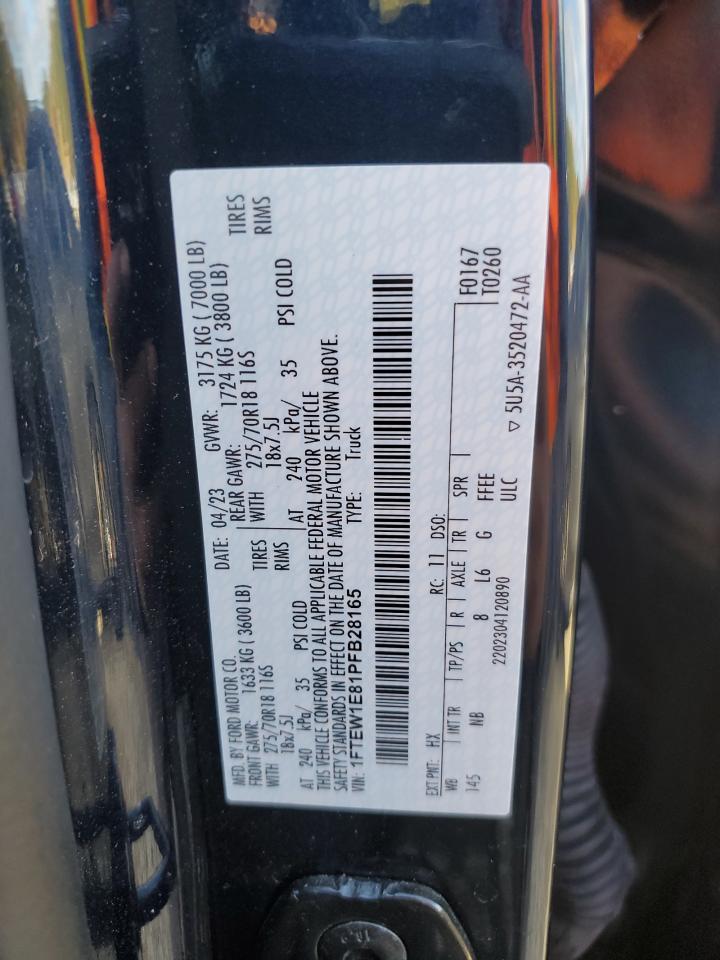 MFD. BY FORD MOTOR CO.
DATE: 04/23 GVWR: 3175 KG ( 7000 LB)
FRONT GAWR: 1633 KG ( 3600 LB) REAR GAWR: 1724 KG ( 3800 LB)
WITH 275/70R18 116S TIRES WITH 275/70R18 116S TIRES
18x7.5J RIMS 18x7.5J RIMS
AT 240 kPa/ 35 PSI COLD AT 240 kPa/ 35 PSI COLD
THIS VEHICLE CONFORMS TO ALL APPLICABLE FEDERAL MOTOR VEHICLE
SAFETY STANDARDS IN EFFECT ON THE DATE OF MANUFACTURE SHOWN ABOVE.
VIN: 1FTEW1E81PFB28165 TYPE: Truck
EXT PNT: HX RC: 11 DSO: F0167
WB INT TR TP/PS R AXLE TR SPR T0260
145 NB 8 L6 G FFEE
2202304120890 ULC ▽ 5U5A-3520472-AA